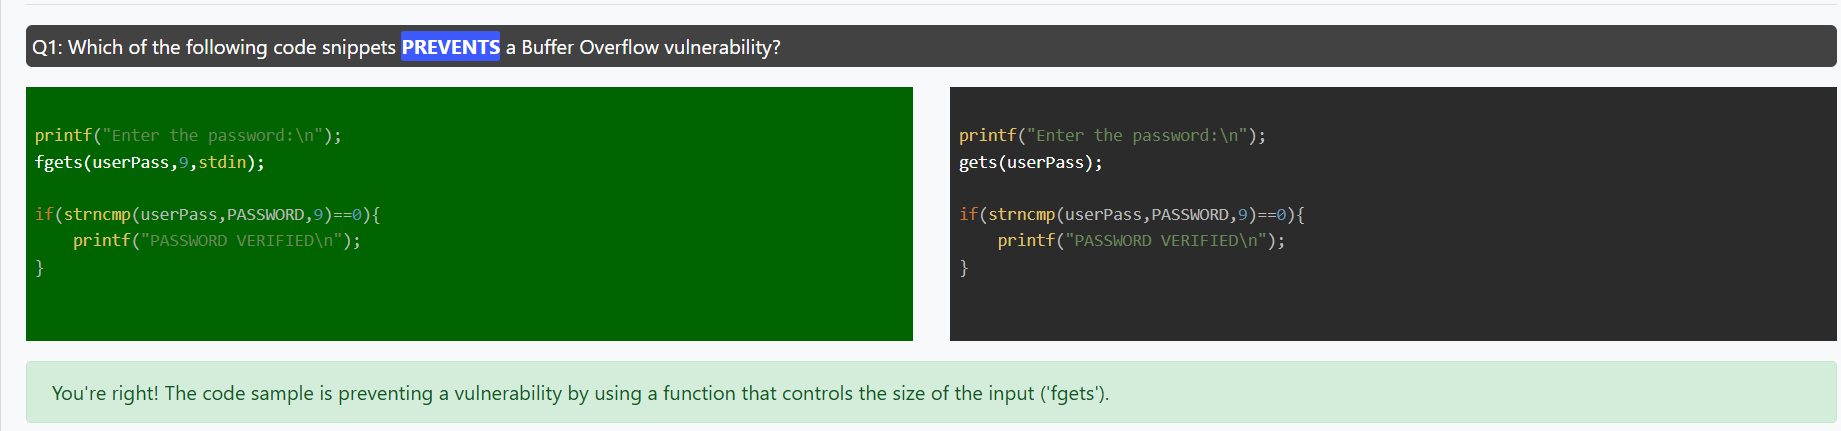 Q1: Which of the following code snippets PREVENTS a Buffer Overflow vulnerability?
printf("Enter the password:\n");
fgets(userPass,9,stdin);
if(strncmp(userPass,PASSWORD,9)==0){
    printf("PASSWORD VERIFIED\n");
}
printf("Enter the password:\n");
gets(userPass);
if(strncmp(userPass,PASSWORD,9)==0){
    printf("PASSWORD VERIFIED\n");
}
You're right! The code sample is preventing a vulnerability by using a function that controls the size of the input ('fgets').